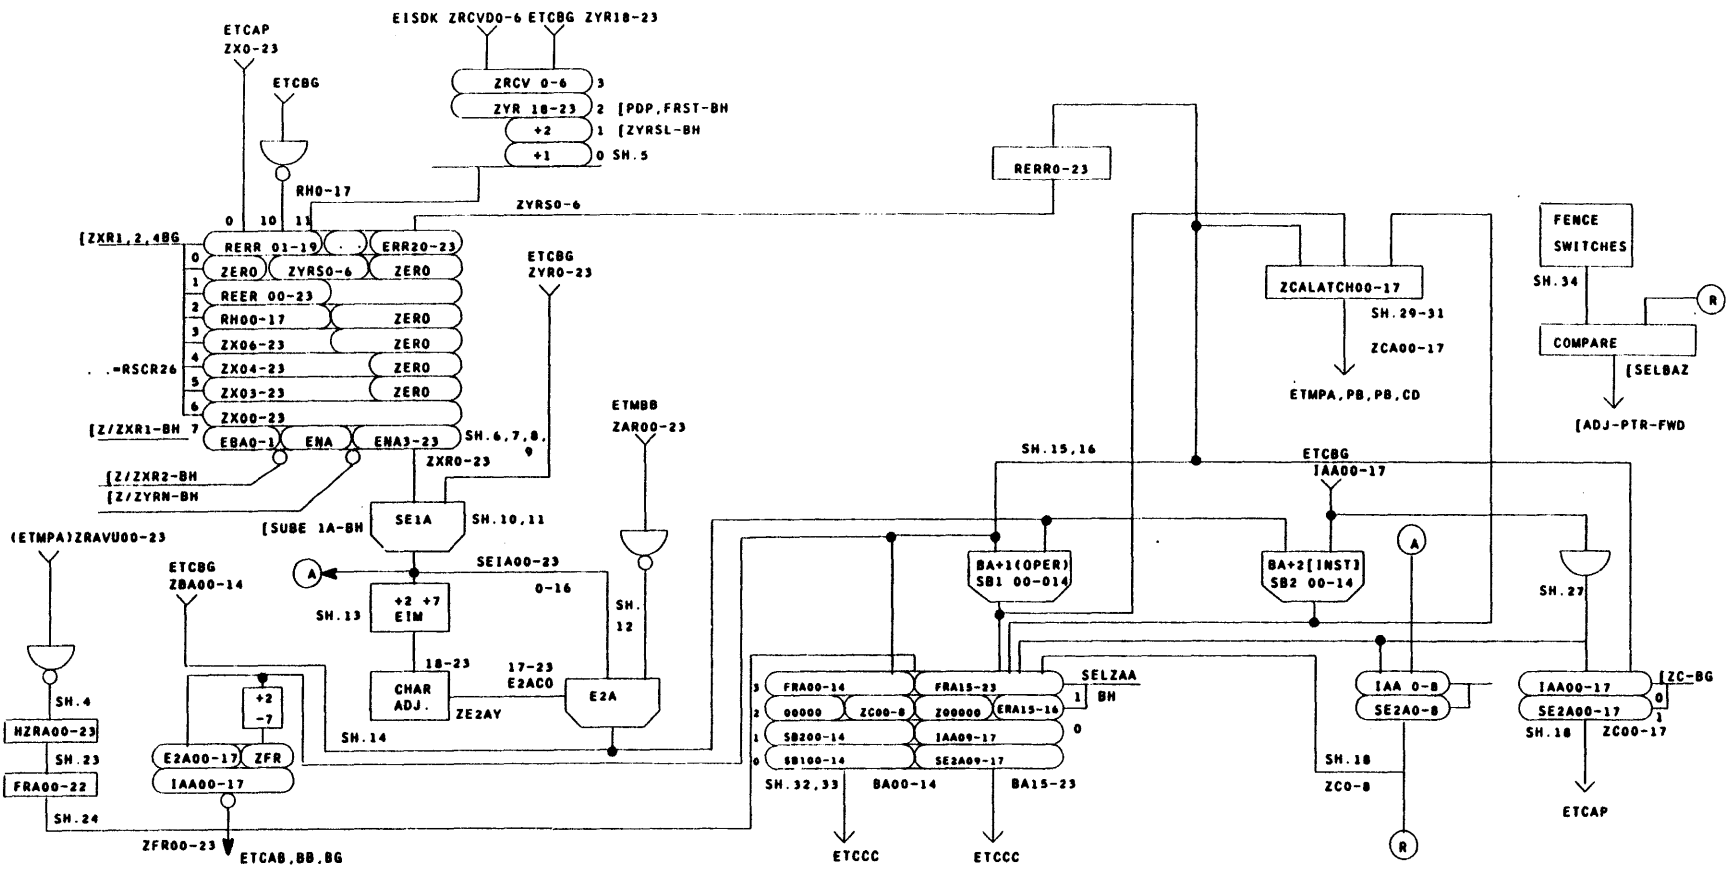 EISDK ZRCVD0-6 ETCBG ZYR18-23
ETCAP
ZX0-23
ETCBG
ZRCV 0-6 3
ZYR 18-23 2 [PDP,FRST-BH
+2 1 [ZYRSL-BH
+1 0 SH.5
RERR0-23
RH0-17
ZYRS0-6
0 10 11
[ZXR1,2,4BG
RERR 01-19 . . ERR20-23
0
ZERO ZYRS0-6 ZERO
1
REER 00-23
2
RH00-17 ZERO
3
ZX06-23 ZERO
4
. .=RSCR26
ZX04-23 ZERO
5
ZX03-23 ZERO
6
ZX00-23
[Z/ZXR1-BH 7
EBA0-1 ENA ENA3-23
SH.6,7,8,
9
ZXR0-23
[Z/ZXR2-BH
[Z/ZYRN-BH
ETCBG
ZYR0-23
ETMBB
ZAR00-23
FENCE
SWITCHES
SH.34
R
COMPARE
[SELBAZ
[ADJ-PTR-FWD
ZCALATCH00-17
SH.29-31
ZCA00-17
ETMPA,PB,PB,CD
SH.15,16
ETCBG
IAA00-17
[SUBE 1A-BH
SE1A
SH.10,11
(ETMPA)ZRAVU00-23
ETCBG
ZBA00-14
A
SEIA00-23
0-16
SH.13
+2 +7
EIM
SH.
12
BA+1(OPER)
SB1 00-014
BA+2[INST]
SB2 00-14
A
SH.27
18-23
CHAR
ADJ.
17-23
E2AC0
ZE2AY
E2A
SH.14
SH.4
HZRA00-23
SH.23
FRA00-22
SH.24
+2
-7
E2A00-17 ZFR
IAA00-17
ZFR00-23
ETCAB,BB,BG
3 FRA00-14 FRA15-23
SELZAA
1 BH
2 00000 ZC00-8 Z00000 ERA15-16
0
1 SB200-14 IAA09-17
0 SB100-14 SE2A09-17
SH.32,33 BA00-14 BA15-23
ETCCC
ETCCC
IAA 0-8
SE2A0-8
SH.18
ZC0-8
R
IAA00-17
[ZC-BG
0
SE2A00-17
1
SH.18 ZC00-17
ETCAP